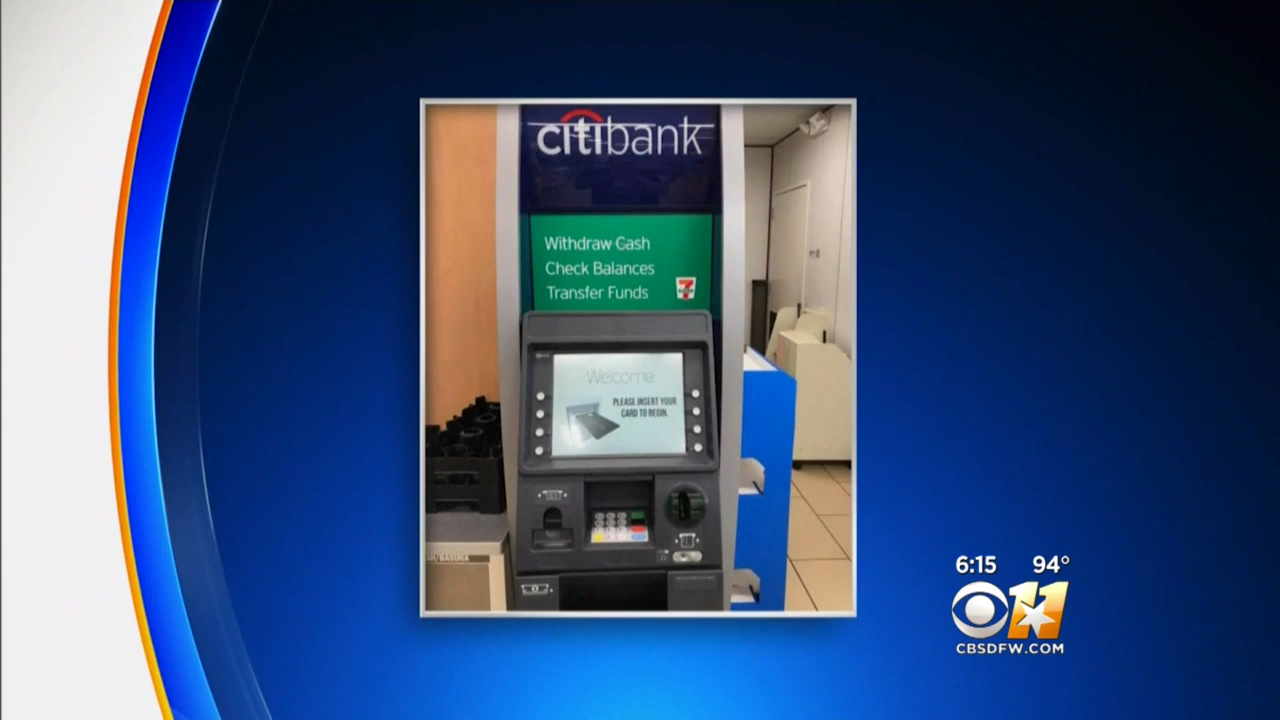 citibank
Withdraw Cash
Check Balances
Transfer Funds
Welcome
PLEASE INSERT YOUR
CARD TO BEGIN.
6:15 94°
11
CBSDFW.COM